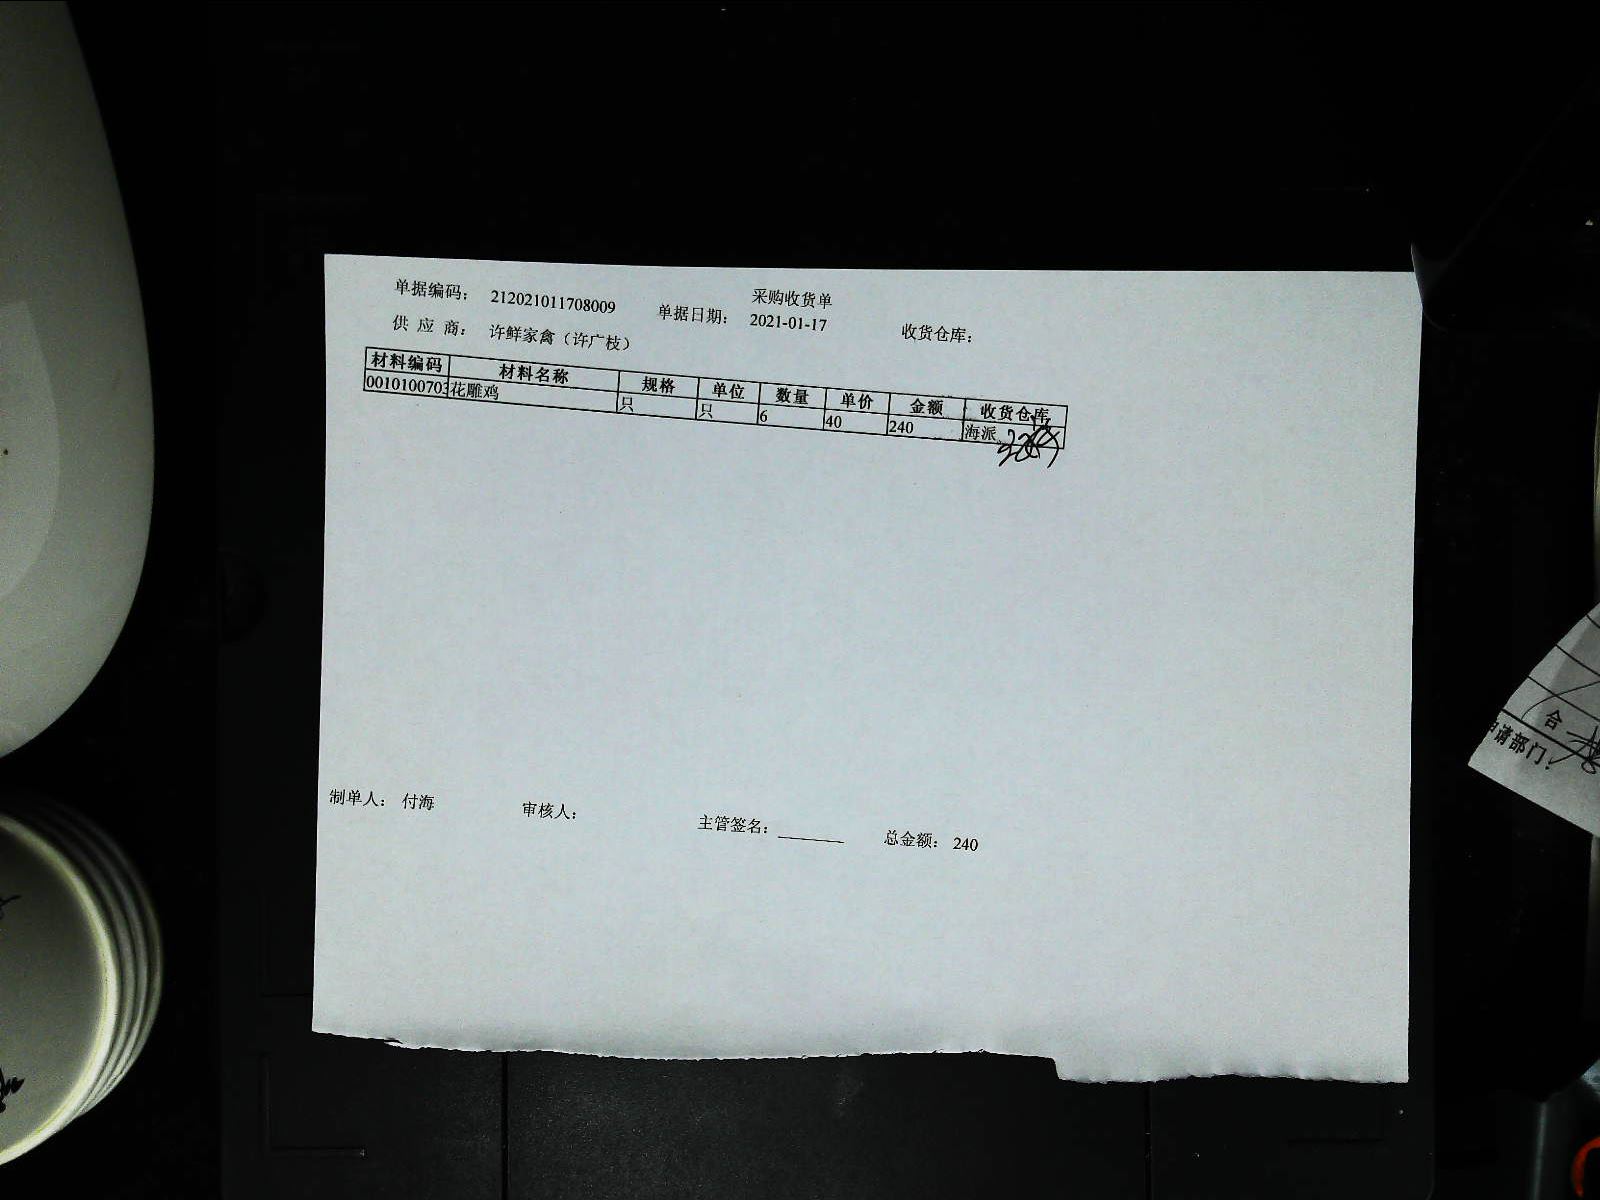 采购收货单
单据编码： 212021011708009 单据日期： 2021-01-17 收货仓库：
供 应 商： 许鲜家禽（许广枝）
材料编码 材料名称 规格 单位 数量 单价 金额 收货仓库
0010100703 花雕鸡 只 只 6 40 240 海派
制单人： 付海 审核人： 主管签名： 总金额： 240
合
申请部门：